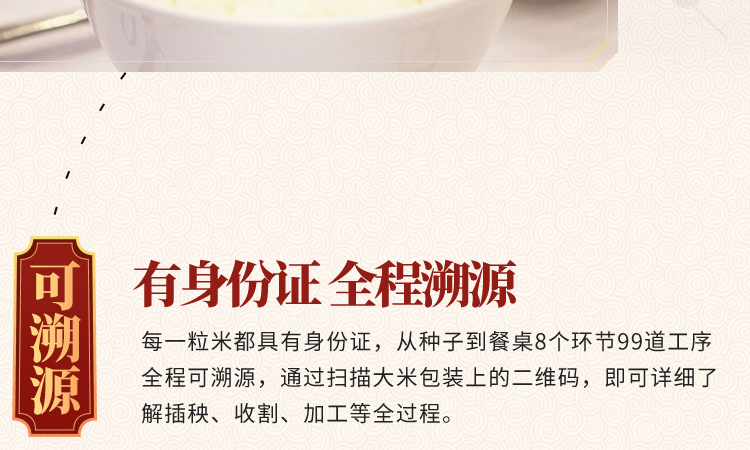 可溯源
有身份证 全程溯源
每一粒米都具有身份证，从种子到餐桌8个环节99道工序
全程可溯源，通过扫描大米包装上的二维码，即可详细了
解插秧、收割、加工等全过程。